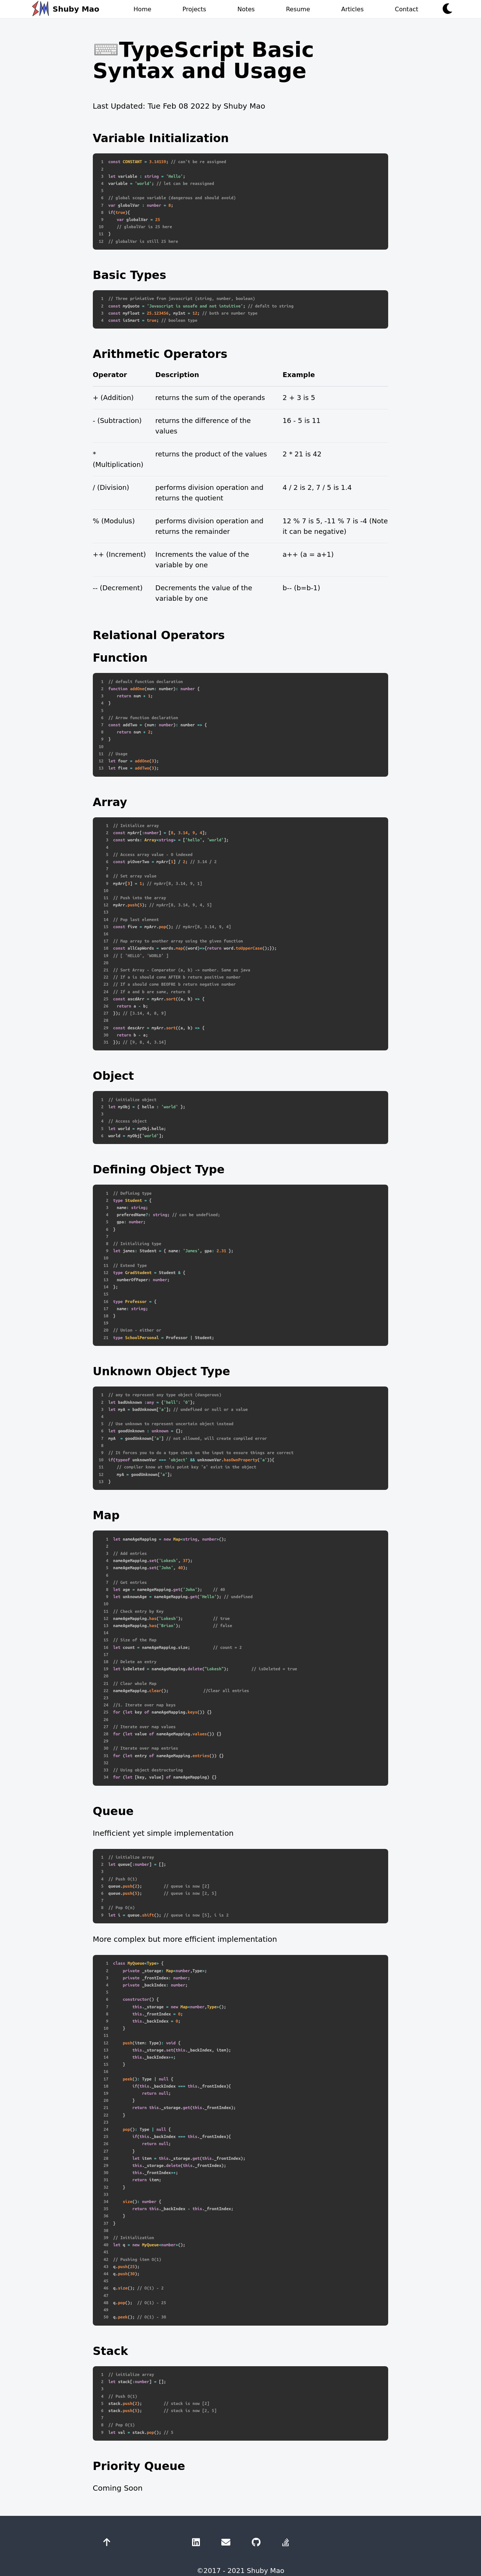 Shuby Mao
Home Projects Notes Resume Articles Contact
TypeScript Basic
Syntax and Usage
Last Updated: Tue Feb 08 2022 by Shuby Mao
Variable Initialization
1 const CONSTANT = 3.14159; // can't be re assigned
2
3 let variable : string = 'Hello';
4 variable = 'world'; // let can be reassigned
5
6 // global scope variable (dangerous and should avoid)
7 var globalVar : number = 0;
8 if(true){
9 var globalVar = 15
10 // globalVar is 15 here
11 }
12 // globalVar is still 15 here
Basic Types
1 // Three primiative from javascript (string, number, boolean)
2 const myQuote = 'Javascript is unsafe and not intuitive'; // defalt to string
3 const myFloat = 15.123456, myInt = 12; // both are number type
4 const isSmart = true; // boolean type
Arithmetic Operators
Operator Description Example
+ (Addition) returns the sum of the operands 2 + 3 is 5
- (Subtraction) returns the difference of the 16 - 5 is 11
values
* returns the product of the values 2 * 21 is 42
(Multiplication)
/ (Division) performs division operation and 4 / 2 is 2, 7 / 5 is 1.4
returns the quotient
% (Modulus) performs division operation and 12 % 7 is 5, -11 % 7 is -4 (Note
returns the remainder it can be negative)
++ (Increment) Increments the value of the a++ (a = a+1)
variable by one
-- (Decrement) Decrements the value of the b-- (b=b-1)
variable by one
Relational Operators
Function
1 // default function declaration
2 function addOne(num: number): number {
3 return num + 1;
4 }
5
6 // Arrow function declaration
7 const addTwo = (num: number): number => {
8 return num + 2;
9 }
10
11 // Usage
12 let four = addOne(3);
13 let five = addTwo(3);
Array
1 // Initialize array
2 const myArr[:number] = [8, 3.14, 9, 4];
3 const words: Array<string> = ['hello', 'world'];
4
5 // Access array value - 0 indexed
6 const piOverTwo = myArr[1] / 2; // 3.14 / 2
7
8 // Set array value
9 myArr[3] = 1; // myArr[8, 3.14, 9, 1]
10
11 // Push into the array
12 myArr.push(5); // myArr[8, 3.14, 9, 4, 5]
13
14 // Pop last element
15 const five = myArr.pop(); // myArr[8, 3.14, 9, 4]
16
17 // Map array to another array using the given function
18 const allCapWords = words.map((word)=>{return word.toUpperCase();});
19 // [ 'HELLO', 'WORLD' ]
20
21 // Sort Array - Comparator (a, b) -> number. Same as java
22 // If a is should come AFTER b return positive number
23 // If a should came BEOFRE b return negative number
24 // If a and b are same, return 0
25 const ascdArr = myArr.sort((a, b) => {
26 return a - b;
27 }); // [3.14, 4, 8, 9]
28
29 const descArr = myArr.sort((a, b) => {
30 return b - a;
31 }); // [9, 8, 4, 3.14]
Object
1 // initialize object
2 let myObj = { hello : "world" };
3
4 // Access object
5 let world = myObj.hello;
6 world = myObj['world'];
Defining Object Type
1 // Defining type
2 type Student = {
3 name: string;
4 preferedName?: string; // can be undefined;
5 gpa: number;
6 }
7
8 // Initializing type
9 let james: Student = { name: 'James', gpa: 3.33 };
10
11 // Extend Type
12 type GradStudent = Student & {
13 numberOfPaper: number;
14 };
15
16 type Professor = {
17 name: string;
18 }
19
20 // Union - either or
21 type SchoolPersonal = Professor | Student;
Unknown Object Type
1 // any to represent any type object (dangerous)
2 let badUnknown :any = {'hell': '0'};
3 let myA = badUnknown['a']; // undefined or null or a value
4
5 // Use unknown to represent uncertain object instead
6 let goodUnknown : unknown = {};
7 myA = goodUnknown['a'] // not allowed, will create compiled error
8
9 // It forces you to do a type check on the input to ensure things are correct
10 if(typeof unknownVar === 'object' && unknownVar.hasOwnProperty('a')){
11 // compiler know at this point key 'a' exist in the object
12 myA = goodUnknown['a'];
13 }
Map
1 let nameAgeMapping = new Map<string, number>();
2
3 // Add entries
4 nameAgeMapping.set("Lokesh", 37);
5 nameAgeMapping.set("John", 40);
6
7 // Get entries
8 let age = nameAgeMapping.get("John"); // 40
9 let unknownAge = nameAgeMapping.get("Hello"); // undefined
10
11 // Check entry by Key
12 nameAgeMapping.has("Lokesh"); // true
13 nameAgeMapping.has("Brian"); // false
14
15 // Size of the Map
16 let count = nameAgeMapping.size; // count = 2
17
18 // Delete an entry
19 let isDeleted = nameAgeMapping.delete("Lokesh"); // isDeleted = true
20
21 // Clear whole Map
22 nameAgeMapping.clear(); //Clear all entries
23
24 //1. Iterate over map keys
25 for (let key of nameAgeMapping.keys()) {}
26
27 // Iterate over map values
28 for (let value of nameAgeMapping.values()) {}
29
30 // Iterate over map entries
31 for (let entry of nameAgeMapping.entries()) {}
32
33 // Using object destructuring
34 for (let [key, value] of nameAgeMapping) {}
Queue
Inefficient yet simple implementation
1 // initialize array
2 let queue[:number] = [];
3
4 // Push O(1)
5 queue.push(2); // queue is now [2]
6 queue.push(5); // queue is now [2, 5]
7
8 // Pop O(n)
9 let i = queue.shift(); // queue is now [5], i is 2
More complex but more efficient implementation
1 class MyQueue<Type> {
2 private _storage: Map<number,Type>;
3 private _frontIndex: number;
4 private _backIndex: number;
5
6 constructor() {
7 this._storage = new Map<number,Type>();
8 this._frontIndex = 0;
9 this._backIndex = 0;
10 }
11
12 push(item: Type): void {
13 this._storage.set(this._backIndex, item);
14 this._backIndex++;
15 }
16
17 peek(): Type | null {
18 if(this._backIndex === this._frontIndex){
19 return null;
20 }
21 return this._storage.get(this._frontIndex);
22 }
23
24 pop(): Type | null {
25 if(this._backIndex === this._frontIndex){
26 return null;
27 }
28 let item = this._storage.get(this._frontIndex);
29 this._storage.delete(this._frontIndex);
30 this._frontIndex++;
31 return item;
32 }
33
34 size(): number {
35 return this._backIndex - this._frontIndex;
36 }
37 }
38
39 // Initialization
40 let q = new MyQueue<number>();
41
42 // Pushing item O(1)
43 q.push(15);
44 q.push(30);
45
46 q.size(); // O(1) - 2
47
48 q.pop(); // O(1) - 15
49
50 q.peek(); // O(1) - 30
Stack
1 // initialize array
2 let stack[:number] = [];
3
4 // Push O(1)
5 stack.push(2); // stack is now [2]
6 stack.push(5); // stack is now [2, 5]
7
8 // Pop O(1)
9 let val = stack.pop(); // 5
Priority Queue
Coming Soon
©2017 - 2021 Shuby Mao